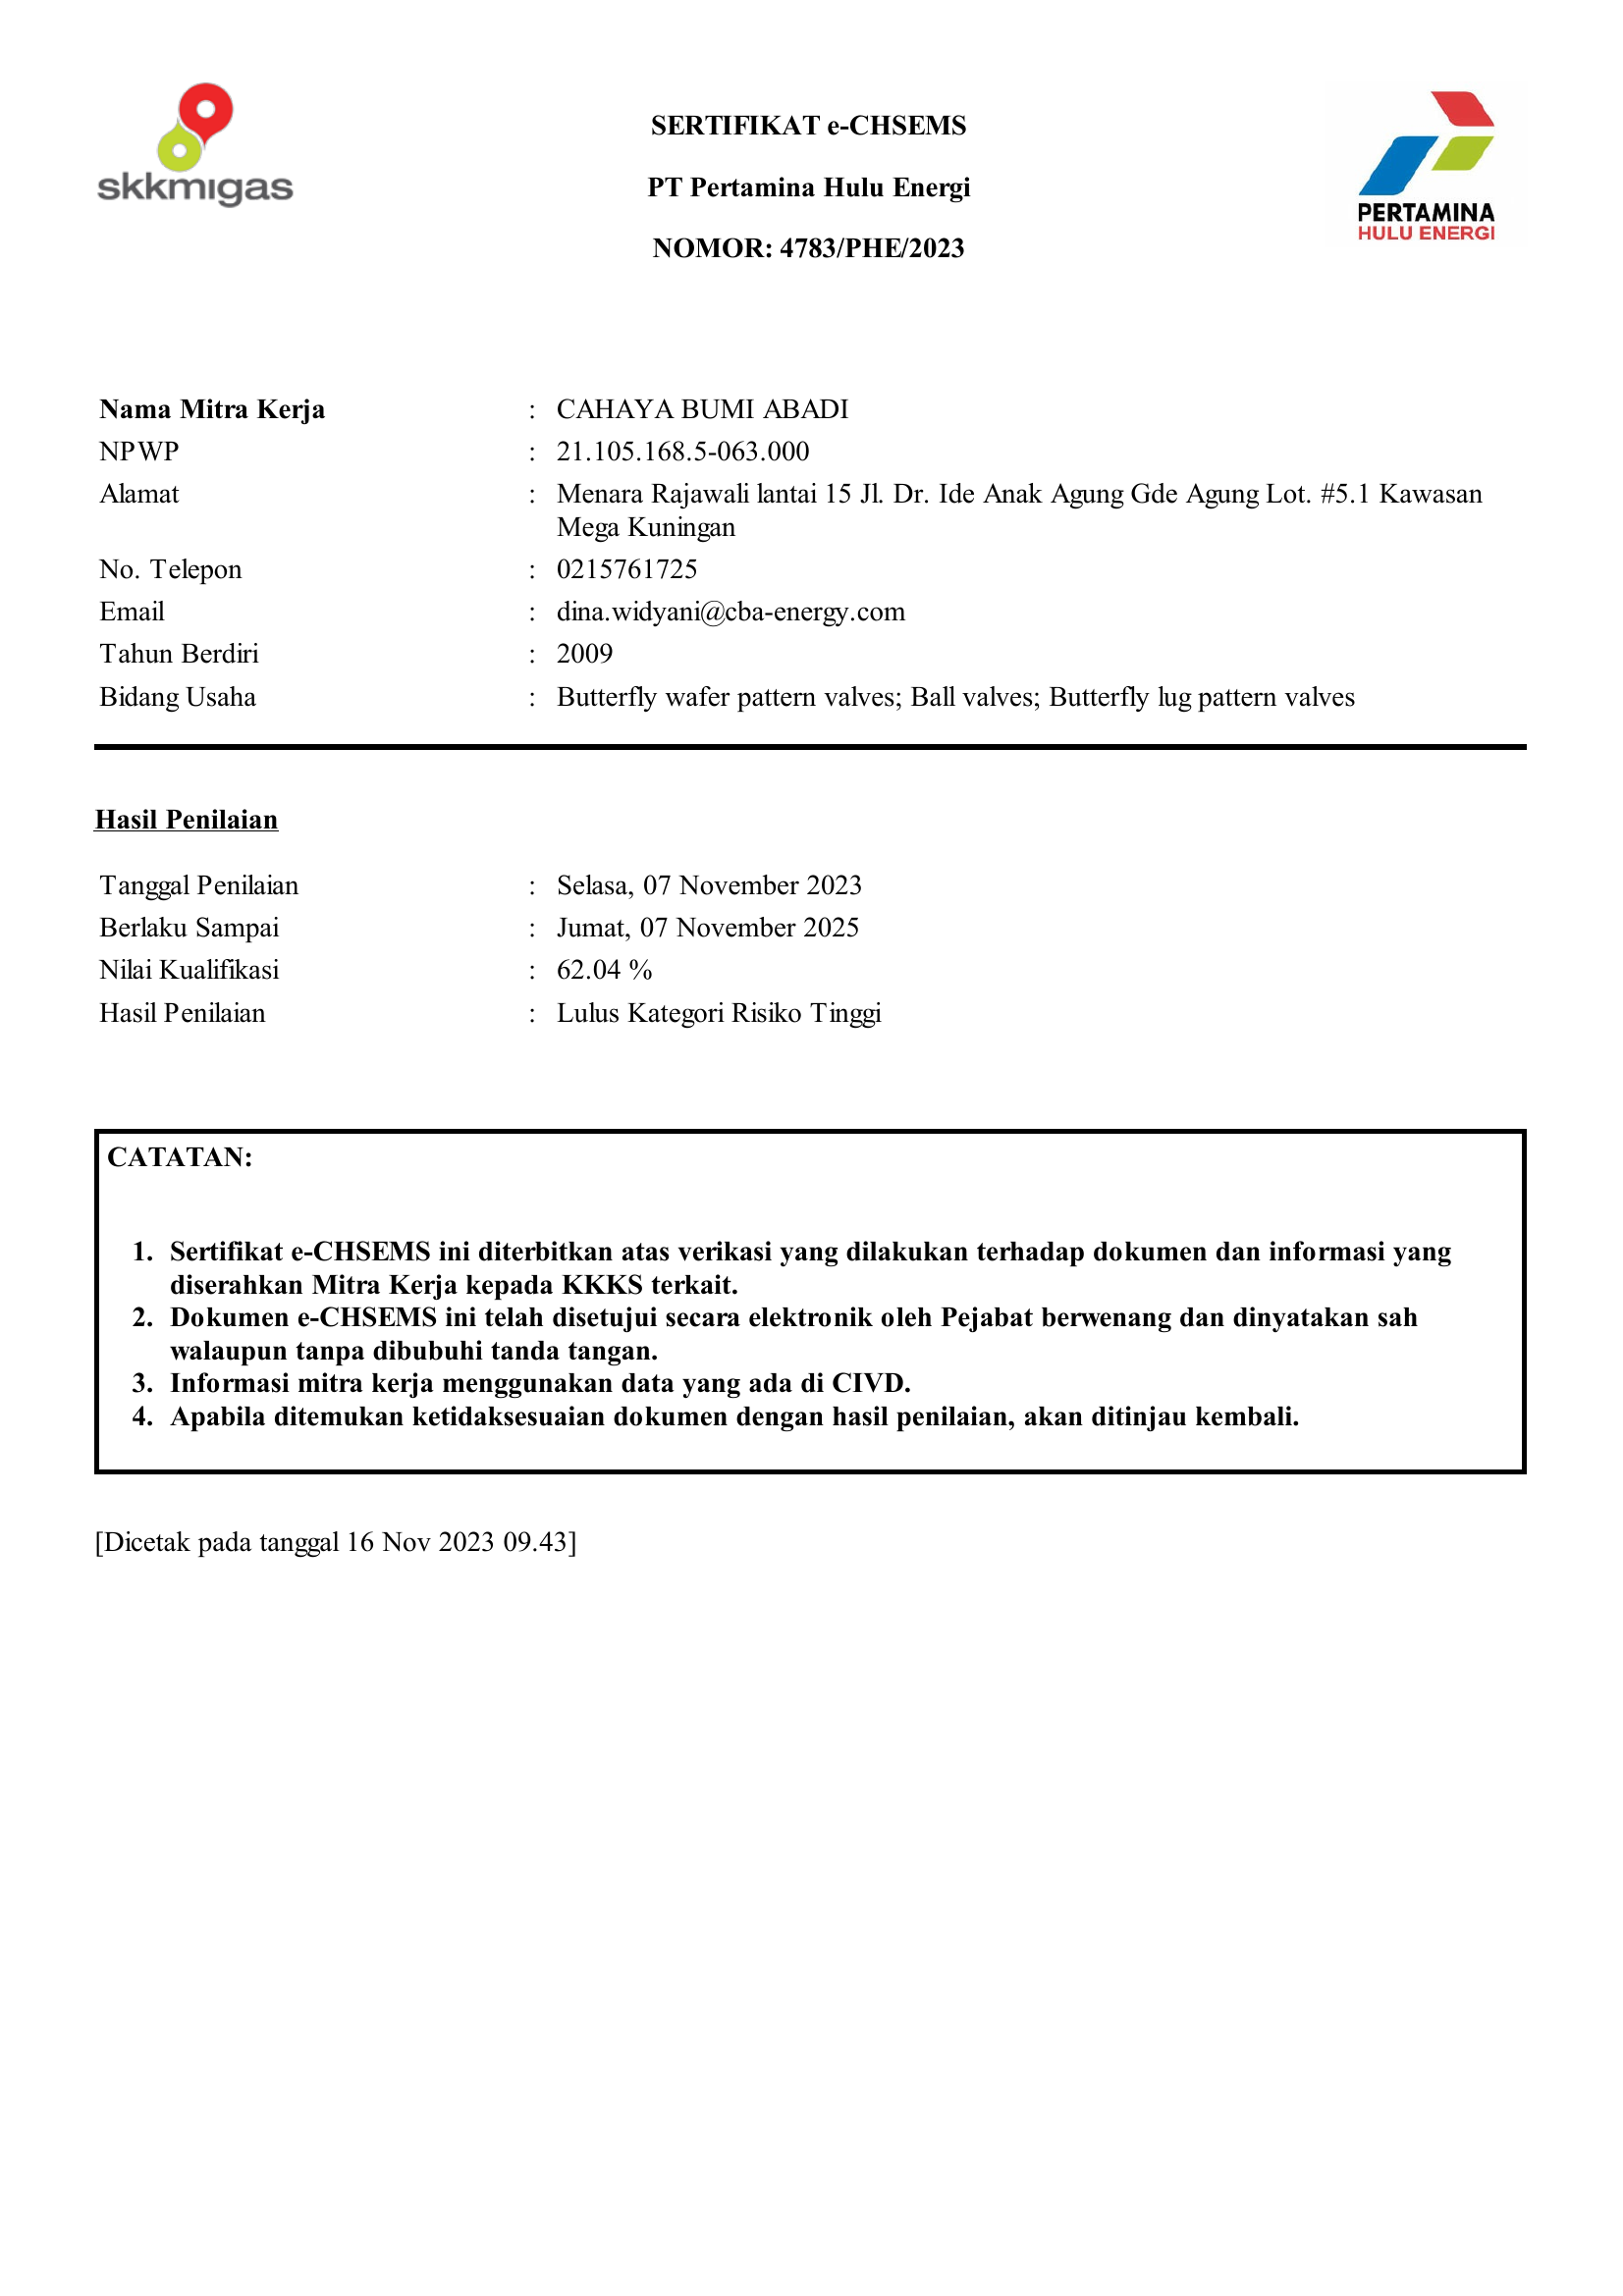 skkmigas
SERTIFIKAT e-CHSEMS
PT Pertamina Hulu Energi
NOMOR: 4783/PHE/2023
PERTAMINA
HULU ENERGI
Nama Mitra Kerja : CAHAYA BUMI ABADI
NPWP : 21.105.168.5-063.000
Alamat : Menara Rajawali lantai 15 Jl. Dr. Ide Anak Agung Gde Agung Lot. #5.1 Kawasan
Mega Kuningan
No. Telepon : 0215761725
Email : dina.widyani@cba-energy.com
Tahun Berdiri : 2009
Bidang Usaha : Butterfly wafer pattern valves; Ball valves; Butterfly lug pattern valves
Hasil Penilaian
Tanggal Penilaian : Selasa, 07 November 2023
Berlaku Sampai : Jumat, 07 November 2025
Nilai Kualifikasi : 62.04 %
Hasil Penilaian : Lulus Kategori Risiko Tinggi
CATATAN:
1. Sertifikat e-CHSEMS ini diterbitkan atas verikasi yang dilakukan terhadap dokumen dan informasi yang
diserahkan Mitra Kerja kepada KKKS terkait.
2. Dokumen e-CHSEMS ini telah disetujui secara elektronik oleh Pejabat berwenang dan dinyatakan sah
walaupun tanpa dibubuhi tanda tangan.
3. Informasi mitra kerja menggunakan data yang ada di CIVD.
4. Apabila ditemukan ketidaksesuaian dokumen dengan hasil penilaian, akan ditinjau kembali.
[Dicetak pada tanggal 16 Nov 2023 09.43]